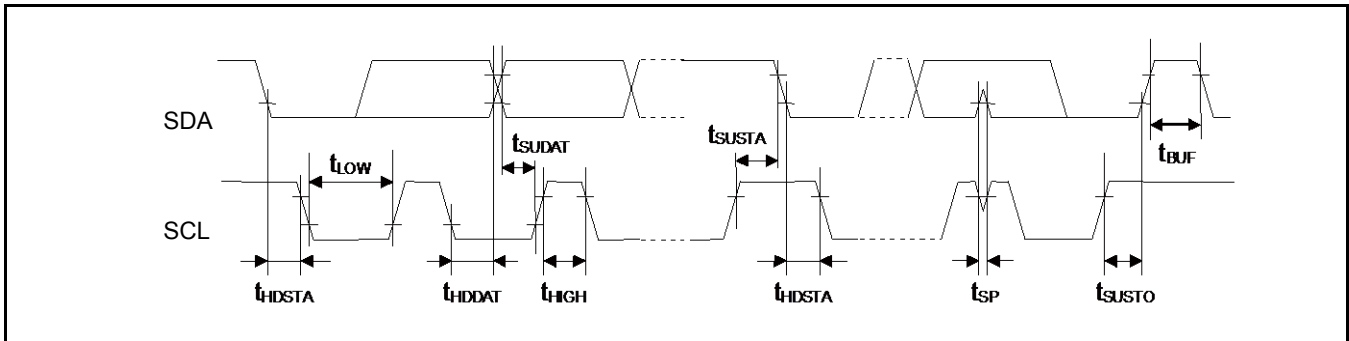 SDA
tSUDAT
tSUSTA
tBUF
tLOW
SCL
tHDSTA
tHDDAT
tHIGH
tHDSTA
tSP
tSUSTO